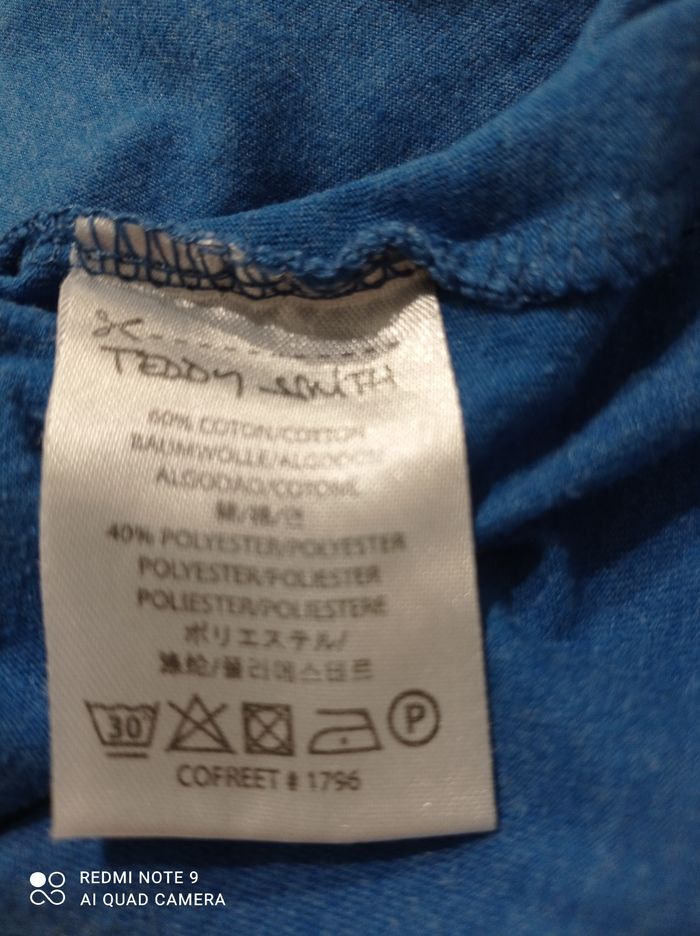 TEDDY SMITH
60% COTON/COTTON
BAUMWOLLE/ALGODON
ALGODAO/COTONE
綿/棉/면
40% POLYESTER/POLYESTER
POLYESTER/POLIESTER
POLIESTER/POLIESTERE
ポリエステル/
涤纶/폴리에스테르
30°
P
COFREET # 1796
REDMI NOTE 9
AI QUAD CAMERA